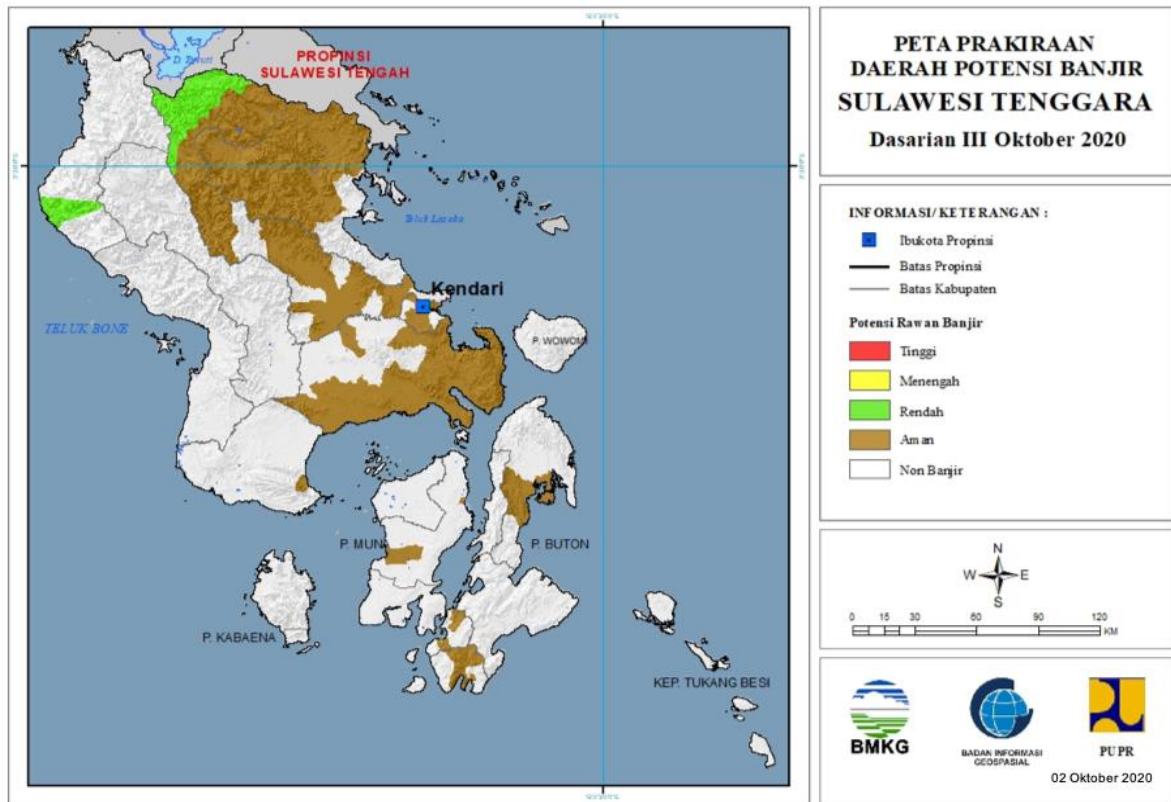 PROPINSI
SULAWESI TENGAH
Kendari
TELUK BONE
P. WOWONI
P. MUNA
P. BUTON
P. KABAENA
KEP. TUKANG BESI
PETA PRAKIRAAN
DAERAH POTENSI BANJIR
SULAWESI TENGGARA
Dasarian III Oktober 2020
INFORMASI/KETERANGAN :
Ibukota Propinsi
Batas Propinsi
Batas Kabupaten
Potensi Rawan Banjir
Tinggi
Menengah
Rendah
Aman
Non Banjir
N
W E
S
0 15 30 60 90 120
KM
BMKG
BADAN INFORMASI
GEOSPASIAL
PUPR
02 Oktober 2020